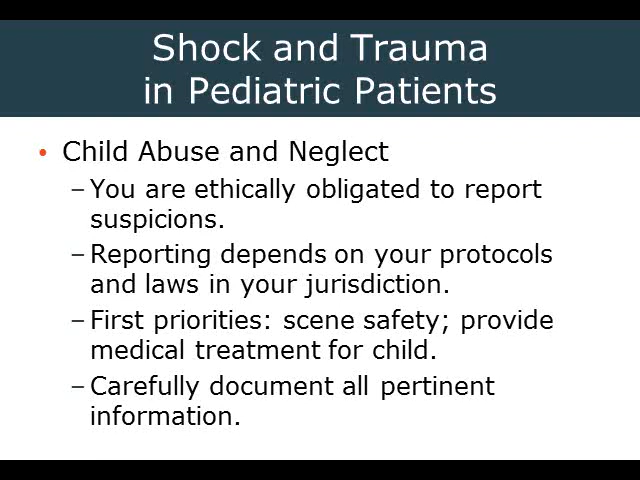 Shock and Trauma
in Pediatric Patients
• Child Abuse and Neglect
– You are ethically obligated to report
suspicions.
– Reporting depends on your protocols
and laws in your jurisdiction.
– First priorities: scene safety; provide
medical treatment for child.
– Carefully document all pertinent
information.